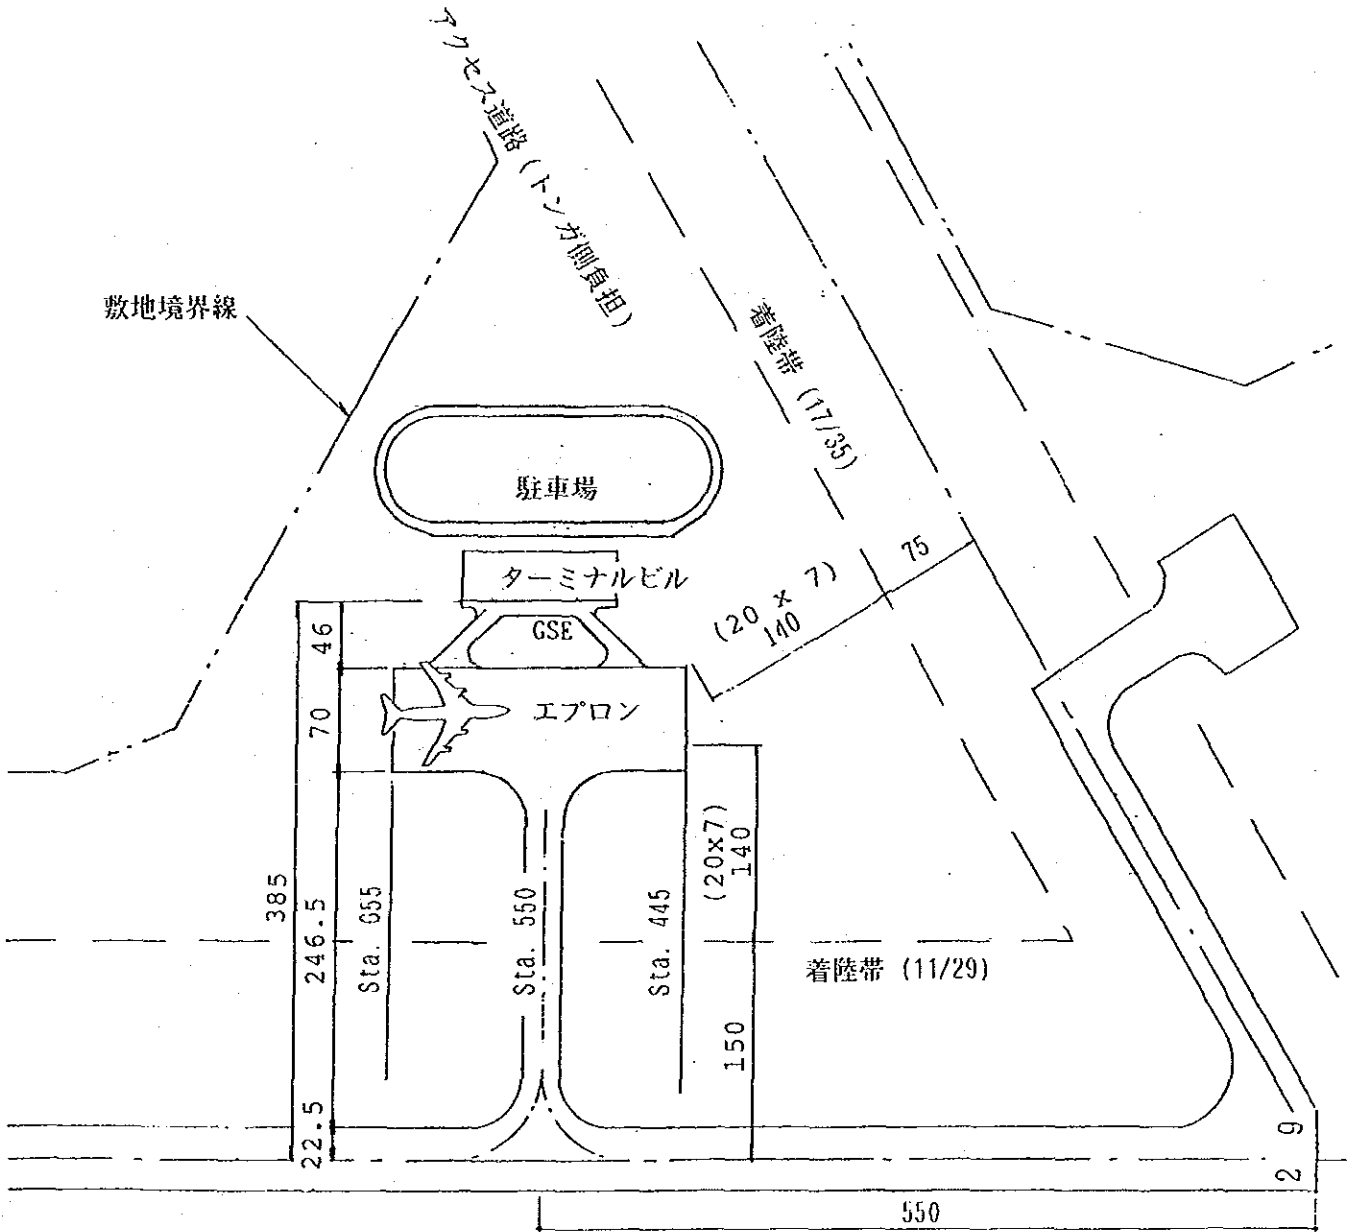 アクセス道路 (トンガ側負担)
敷地境界線
着陸帯 (17/35)
駐車場
ターミナルビル
GSE
エプロン
75
(20 x 7)
140
46
70
385
246.5
22.5
Sta. 655
Sta. 550
Sta. 445
(20x7)
140
150
着陸帯 (11/29)
2 9
550